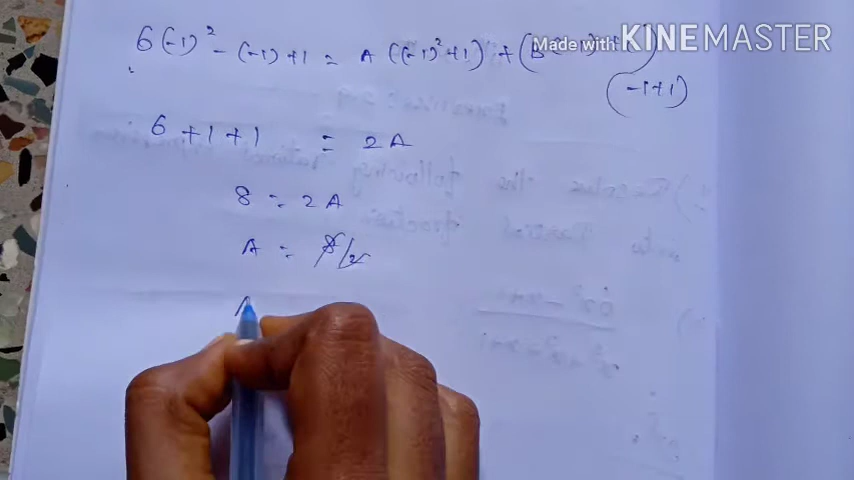 6(-1)² - (-1) + 1 = A((-1)² + 1) + (B
Made with KINEMASTER
(-1+1)
6 + 1 + 1 = 2A
8 = 2A
A = 8/2
A